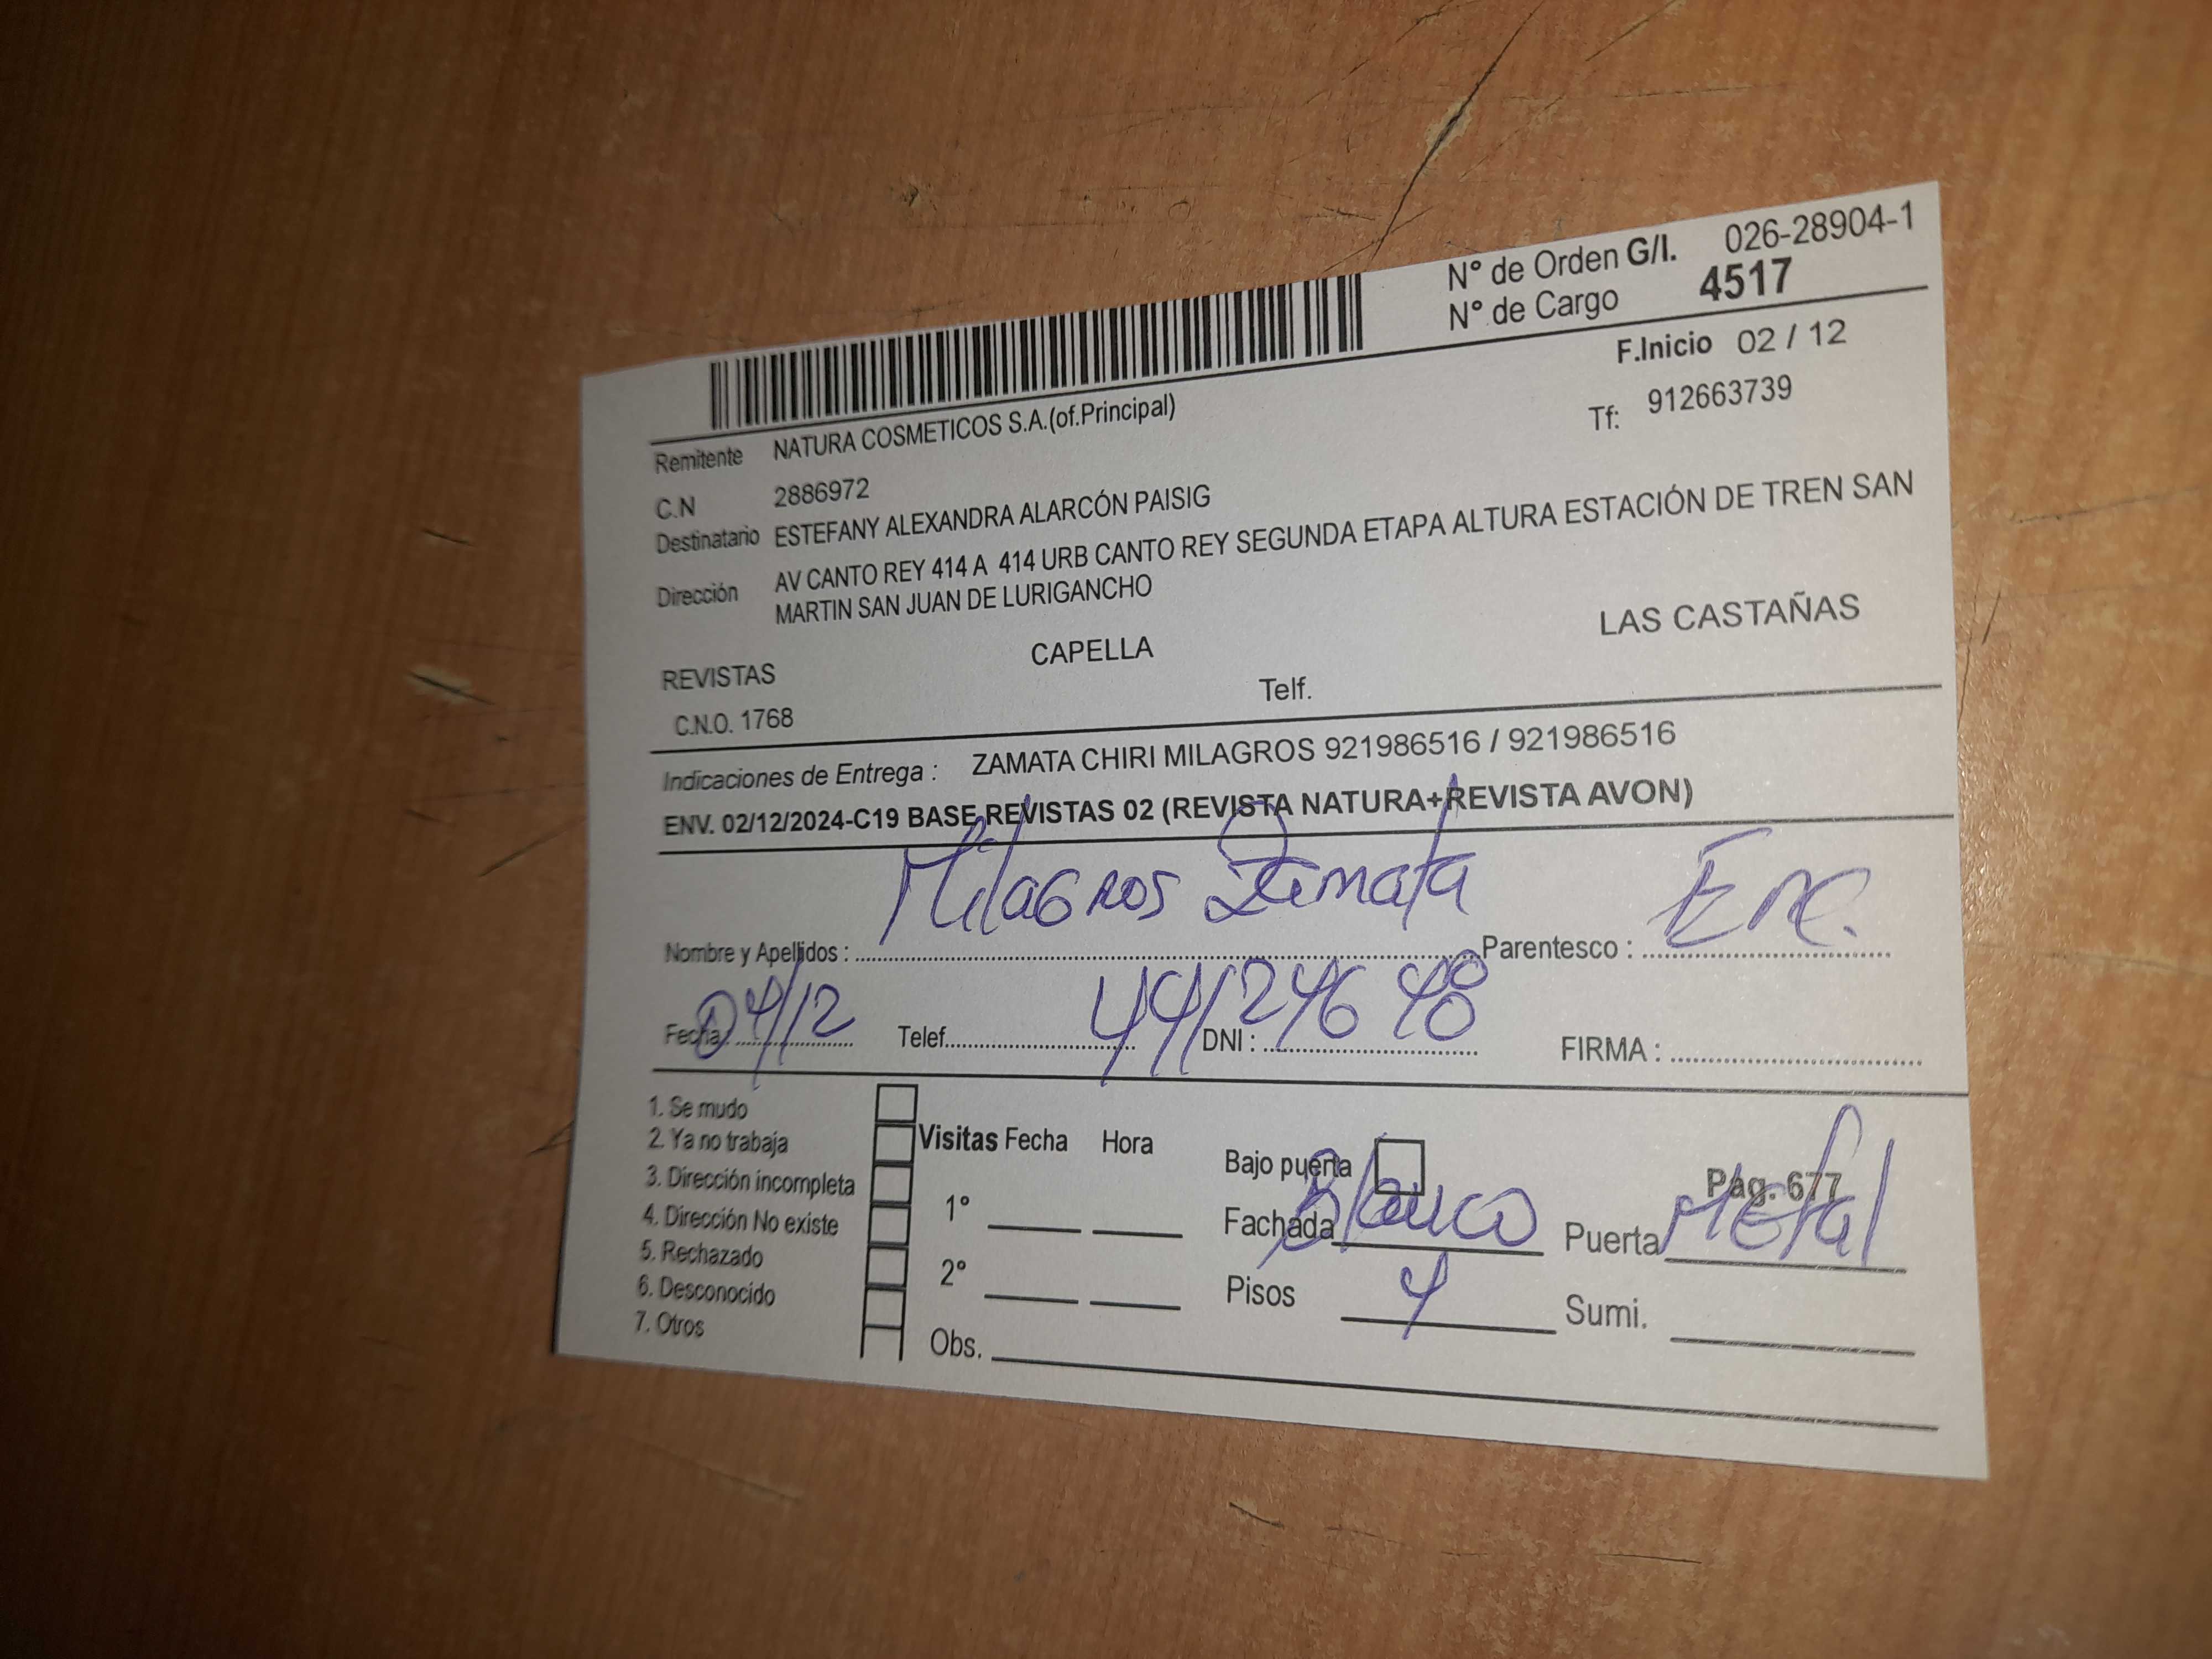 N° de Orden G/I. 026-28904-1
N° de Cargo 4517
F.Inicio 02 / 12
Remitente NATURA COSMETICOS S.A.(of.Principal)
Tf: 912663739
C.N 2886972
Destinatario ESTEFANY ALEXANDRA ALARCÓN PAISIG
Dirección AV CANTO REY 414 A 414 URB CANTO REY SEGUNDA ETAPA ALTURA ESTACIÓN DE TREN SAN
MARTIN SAN JUAN DE LURIGANCHO
REVISTAS CAPELLA LAS CASTAÑAS
C.N.O. 1768 Telf.
Indicaciones de Entrega : ZAMATA CHIRI MILAGROS 921986516 / 921986516
ENV. 02/12/2024-C19 BASE REVISTAS 02 (REVISTA NATURA+REVISTA AVON)
Nombre y Apellidos : Milagros Zamata Parentesco : Enc.
Fecha 04/12 Telef. DNI : 44124648 FIRMA :
1. Se mudo
2. Ya no trabaja
3. Dirección incompleta
4. Dirección No existe
5. Rechazado
6. Desconocido
7. Otros
Visitas Fecha Hora
1°
2°
Obs.
Bajo puerta Pág. 677
Fachada Blanco Puerta Metal
Pisos 4 Sumi.